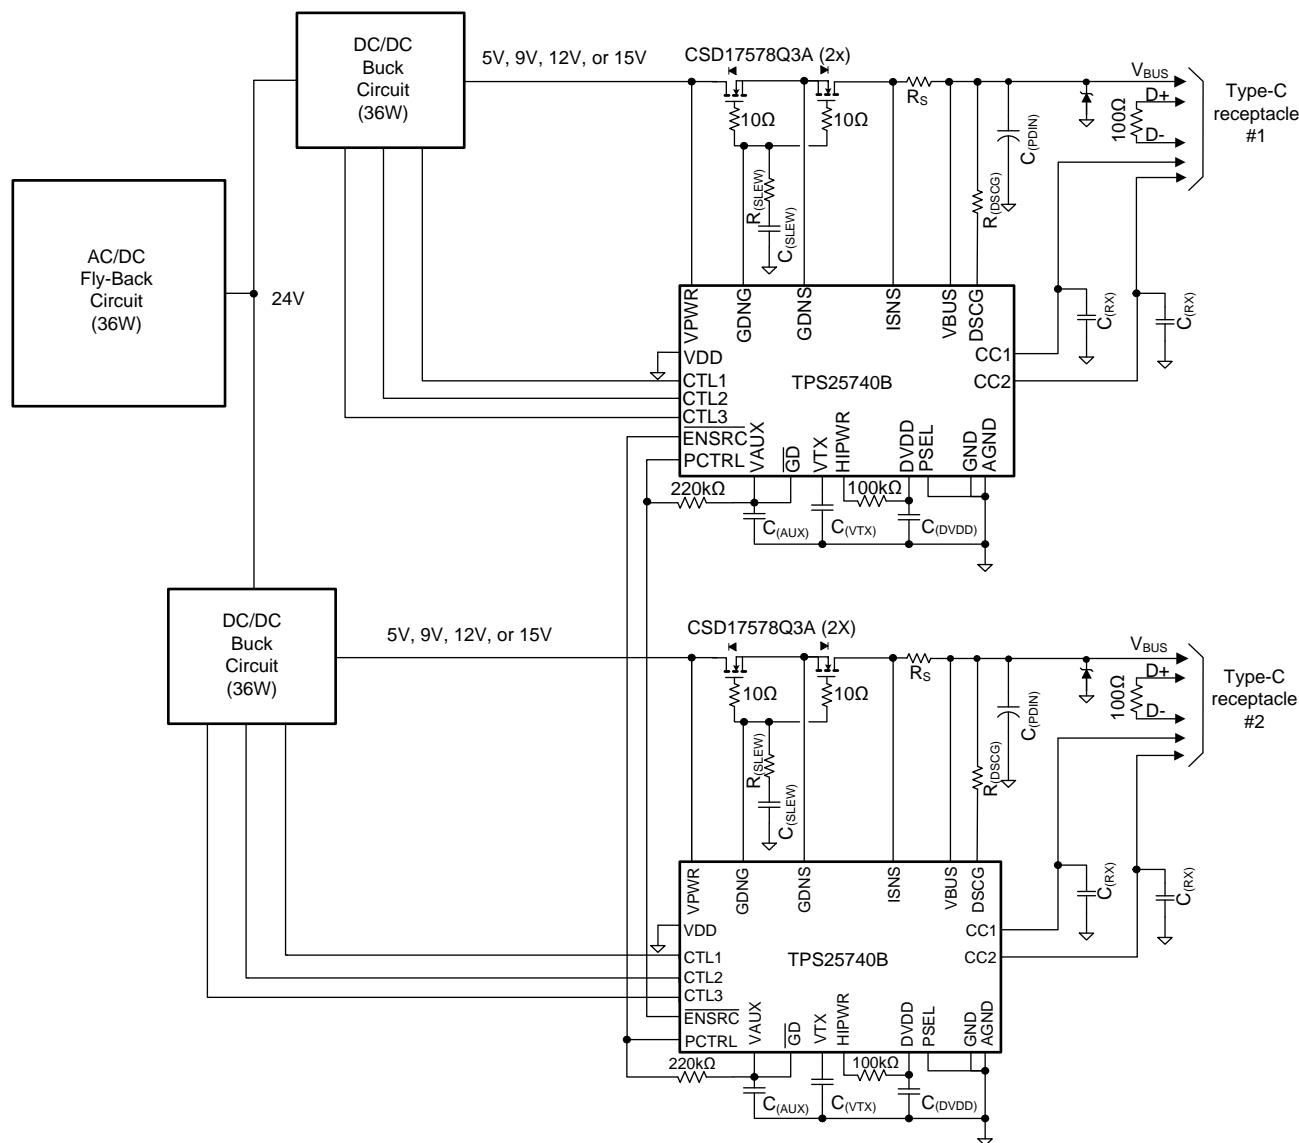 DC/DC
Buck
Circuit
(36W)
5V, 9V, 12V, or 15V
CSD17578Q3A (2x)
10Ω
10Ω
R(SLEW)
C(SLEW)
RS
C(PDIN)
R(DSCG)
VBUS
D+
100Ω
D-
Type-C
receptacle
#1
AC/DC
Fly-Back
Circuit
(36W)
24V
VPWR
GDNG
GDNS
ISNS
VBUS
DSCG
C(RX)
C(RX)
VDD
CTL1
CTL2
CTL3
ENSRC
PCTRL
TPS25740B
CC1
CC2
VAUX
GD
VTX
HIPWR
DVDD
PSEL
GND
AGND
220kΩ
100kΩ
C(AUX)
C(VTX)
C(DVDD)
DC/DC
Buck
Circuit
(36W)
5V, 9V, 12V, or 15V
CSD17578Q3A (2X)
10Ω
10Ω
R(SLEW)
C(SLEW)
RS
C(PDIN)
R(DSCG)
VBUS
D+
100Ω
D-
Type-C
receptacle
#2
VPWR
GDNG
GDNS
ISNS
VBUS
DSCG
C(RX)
C(RX)
VDD
CTL1
CTL2
CTL3
ENSRC
PCTRL
TPS25740B
CC1
CC2
VAUX
GD
VTX
HIPWR
DVDD
PSEL
GND
AGND
220kΩ
100kΩ
C(AUX)
C(VTX)
C(DVDD)